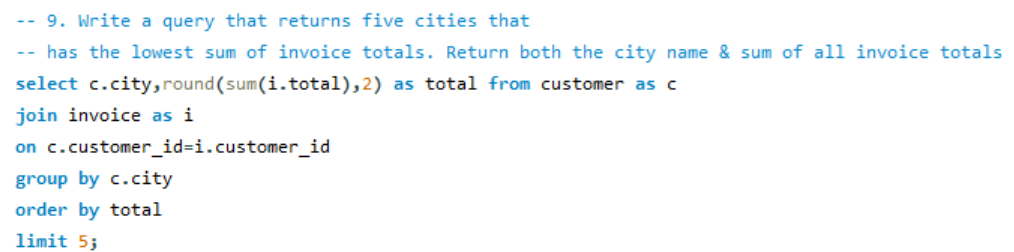 -- 9. Write a query that returns five cities that
-- has the lowest sum of invoice totals. Return both the city name & sum of all invoice totals
select c.city,round(sum(i.total),2) as total from customer as c
join invoice as i
on c.customer_id=i.customer_id
group by c.city
order by total
limit 5;